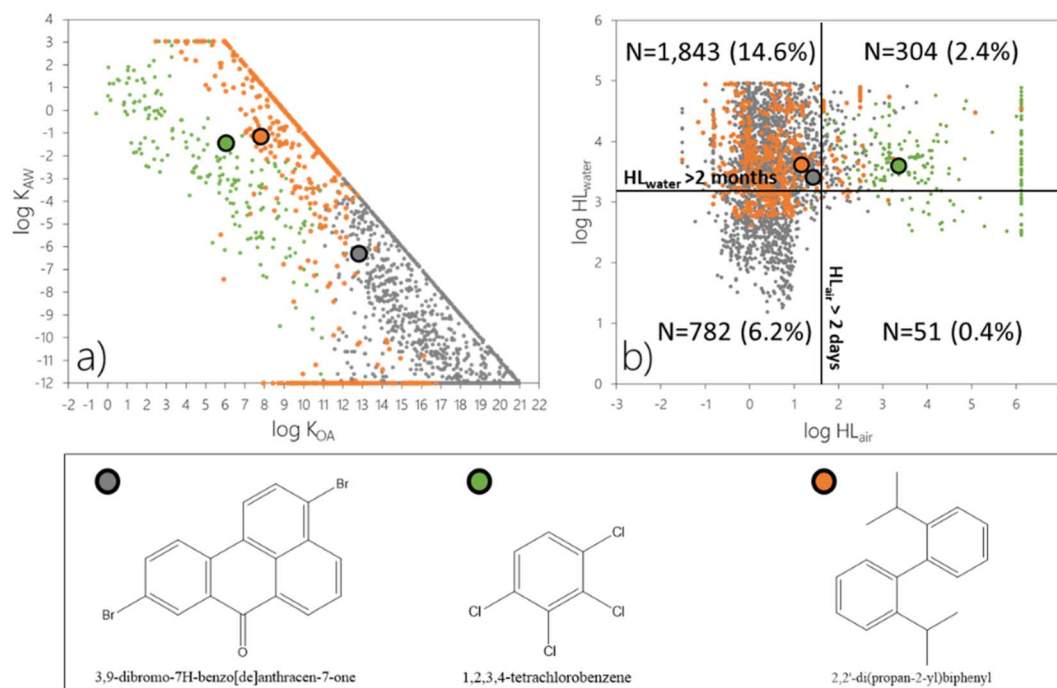 4
3
2
1
0
-1
-2
-3
-4
-5
-6
-7
-8
-9
-10
-11
-12
log K_AW
a)
-2 -1 0 1 2 3 4 5 6 7 8 9 10 11 12 13 14 15 16 17 18 19 20 21 22
log K_OA
N=1,843 (14.6%) N=304 (2.4%)
6
5
4
3
2
1
0
log HL_water
HL_water >2 months
HL_air > 2 days
N=782 (6.2%) N=51 (0.4%)
b)
-3 -2 -1 0 1 2 3 4 5 6 7
log HL_air
Br
Br
O
3,9-dibromo-7H-benzo[de]anthracen-7-one
Cl
Cl
Cl
Cl
1,2,3,4-tetrachlorobenzene
2,2'-di(propan-2-yl)biphenyl